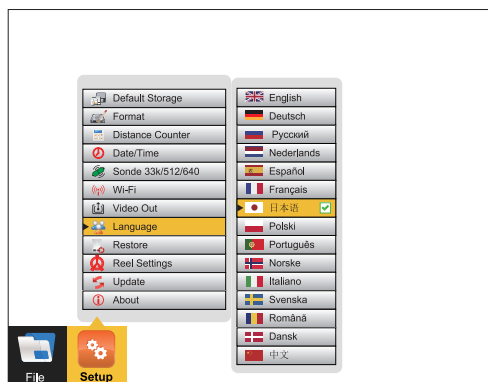 Default Storage
Format
Distance Counter
Date/Time
Sonde 33k/512/640
Wi-Fi
Video Out
Language
Restore
Reel Settings
Update
About
English
Deutsch
Русский
Nederlands
Español
Français
日本语
Polski
Português
Norske
Italiano
Svenska
Română
Dansk
中文
File
Setup